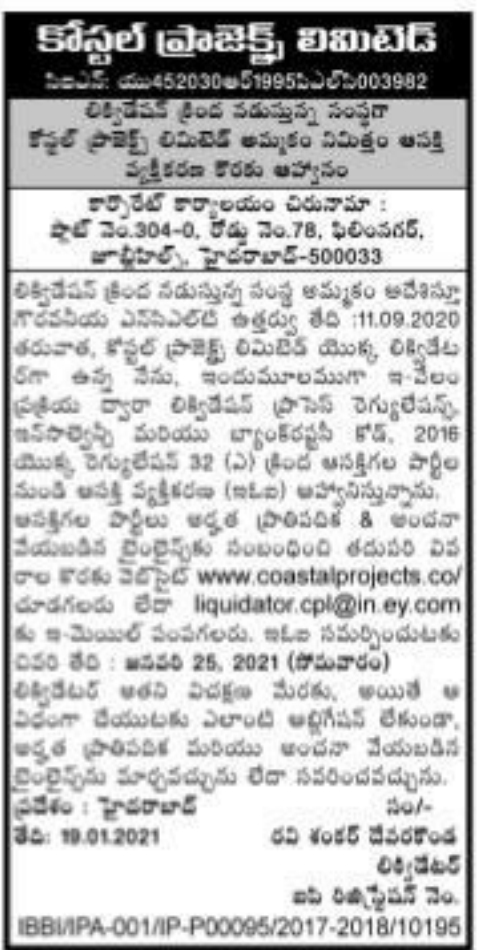 కోస్టల్ ప్రాజెక్ట్స్ లిమిటెడ్
సిఐఎన్: యు452030ఆర్1995పిఎల్‌సి003982
లిక్విడేషన్ క్రింద నడుస్తున్న సంస్థగా
కోస్టల్ ప్రాజెక్ట్స్ లిమిటెడ్ అమ్మకం నిమిత్తం ఆసక్తి
వ్యక్తీకరణ కొరకు ఆహ్వానం
కార్పొరేట్ కార్యాలయం చిరునామా :
ప్లాట్ నెం.304-0, రోడ్డు నెం.78, ఫిలింనగర్,
జూబ్లీహిల్స్, హైదరాబాద్-500033
లిక్విడేషన్ క్రింద నడుస్తున్న సంస్థ అమ్మకం ఆదేశిస్తూ
గౌరవనీయ ఎన్‌సిఎల్‌టి ఉత్తర్వు తేది :11.09.2020
తరువాత, కోస్టల్ ప్రాజెక్ట్స్ లిమిటెడ్ యొక్క లిక్విడేట
ర్‌గా ఉన్న నేను, ఇందుమూలముగా ఇ-వేలం
ప్రక్రియ ద్వారా లిక్విడేషన్ ప్రాసెస్ రెగ్యులేషన్స్,
ఇన్‌సాల్వెన్సీ మరియు బ్యాంక్‌రప్టసీ కోడ్, 2016
యొక్క రెగ్యులేషన్ 32 (ఎ) క్రింద ఆసక్తిగల పార్టీల
నుండి ఆసక్తి వ్యక్తీకరణ (ఇఓఐ) ఆహ్వానిస్తున్నాను.
ఆసక్తిగల పార్టీలు అర్హత ప్రాతిపదిక & అంచనా
వేయబడిన టైంలైన్స్‌కు సంబంధించి తదుపరి వివ
రాల కొరకు వెబ్‌సైట్ www.coastalprojects.co/
చూడగలరు లేదా liquidator.cpl@in.ey.com
కు ఇ-మెయిల్ పంపగలరు. ఇఓఐ సమర్పించుటకు
చివరి తేది : జనవరి 25, 2021 (సోమవారం)
లిక్విడేటర్ అతని విచక్షణ మేరకు, అయితే ఆ
విధంగా చేయుటకు ఎలాంటి ఆబ్లిగేషన్ లేకుండా,
అర్హత ప్రాతిపదిక మరియు అంచనా వేయబడిన
టైంలైన్స్‌ను మార్చవచ్చును లేదా సవరించవచ్చును.
ప్రదేశం : హైదరాబాద్ సం/-
తేది: 19.01.2021 రవి శంకర్ దేవరకొండ
లిక్విడేటర్
ఐపి రిజిస్ట్రేషన్ నెం.
IBBI/IPA-001/IP-P00095/2017-2018/10195